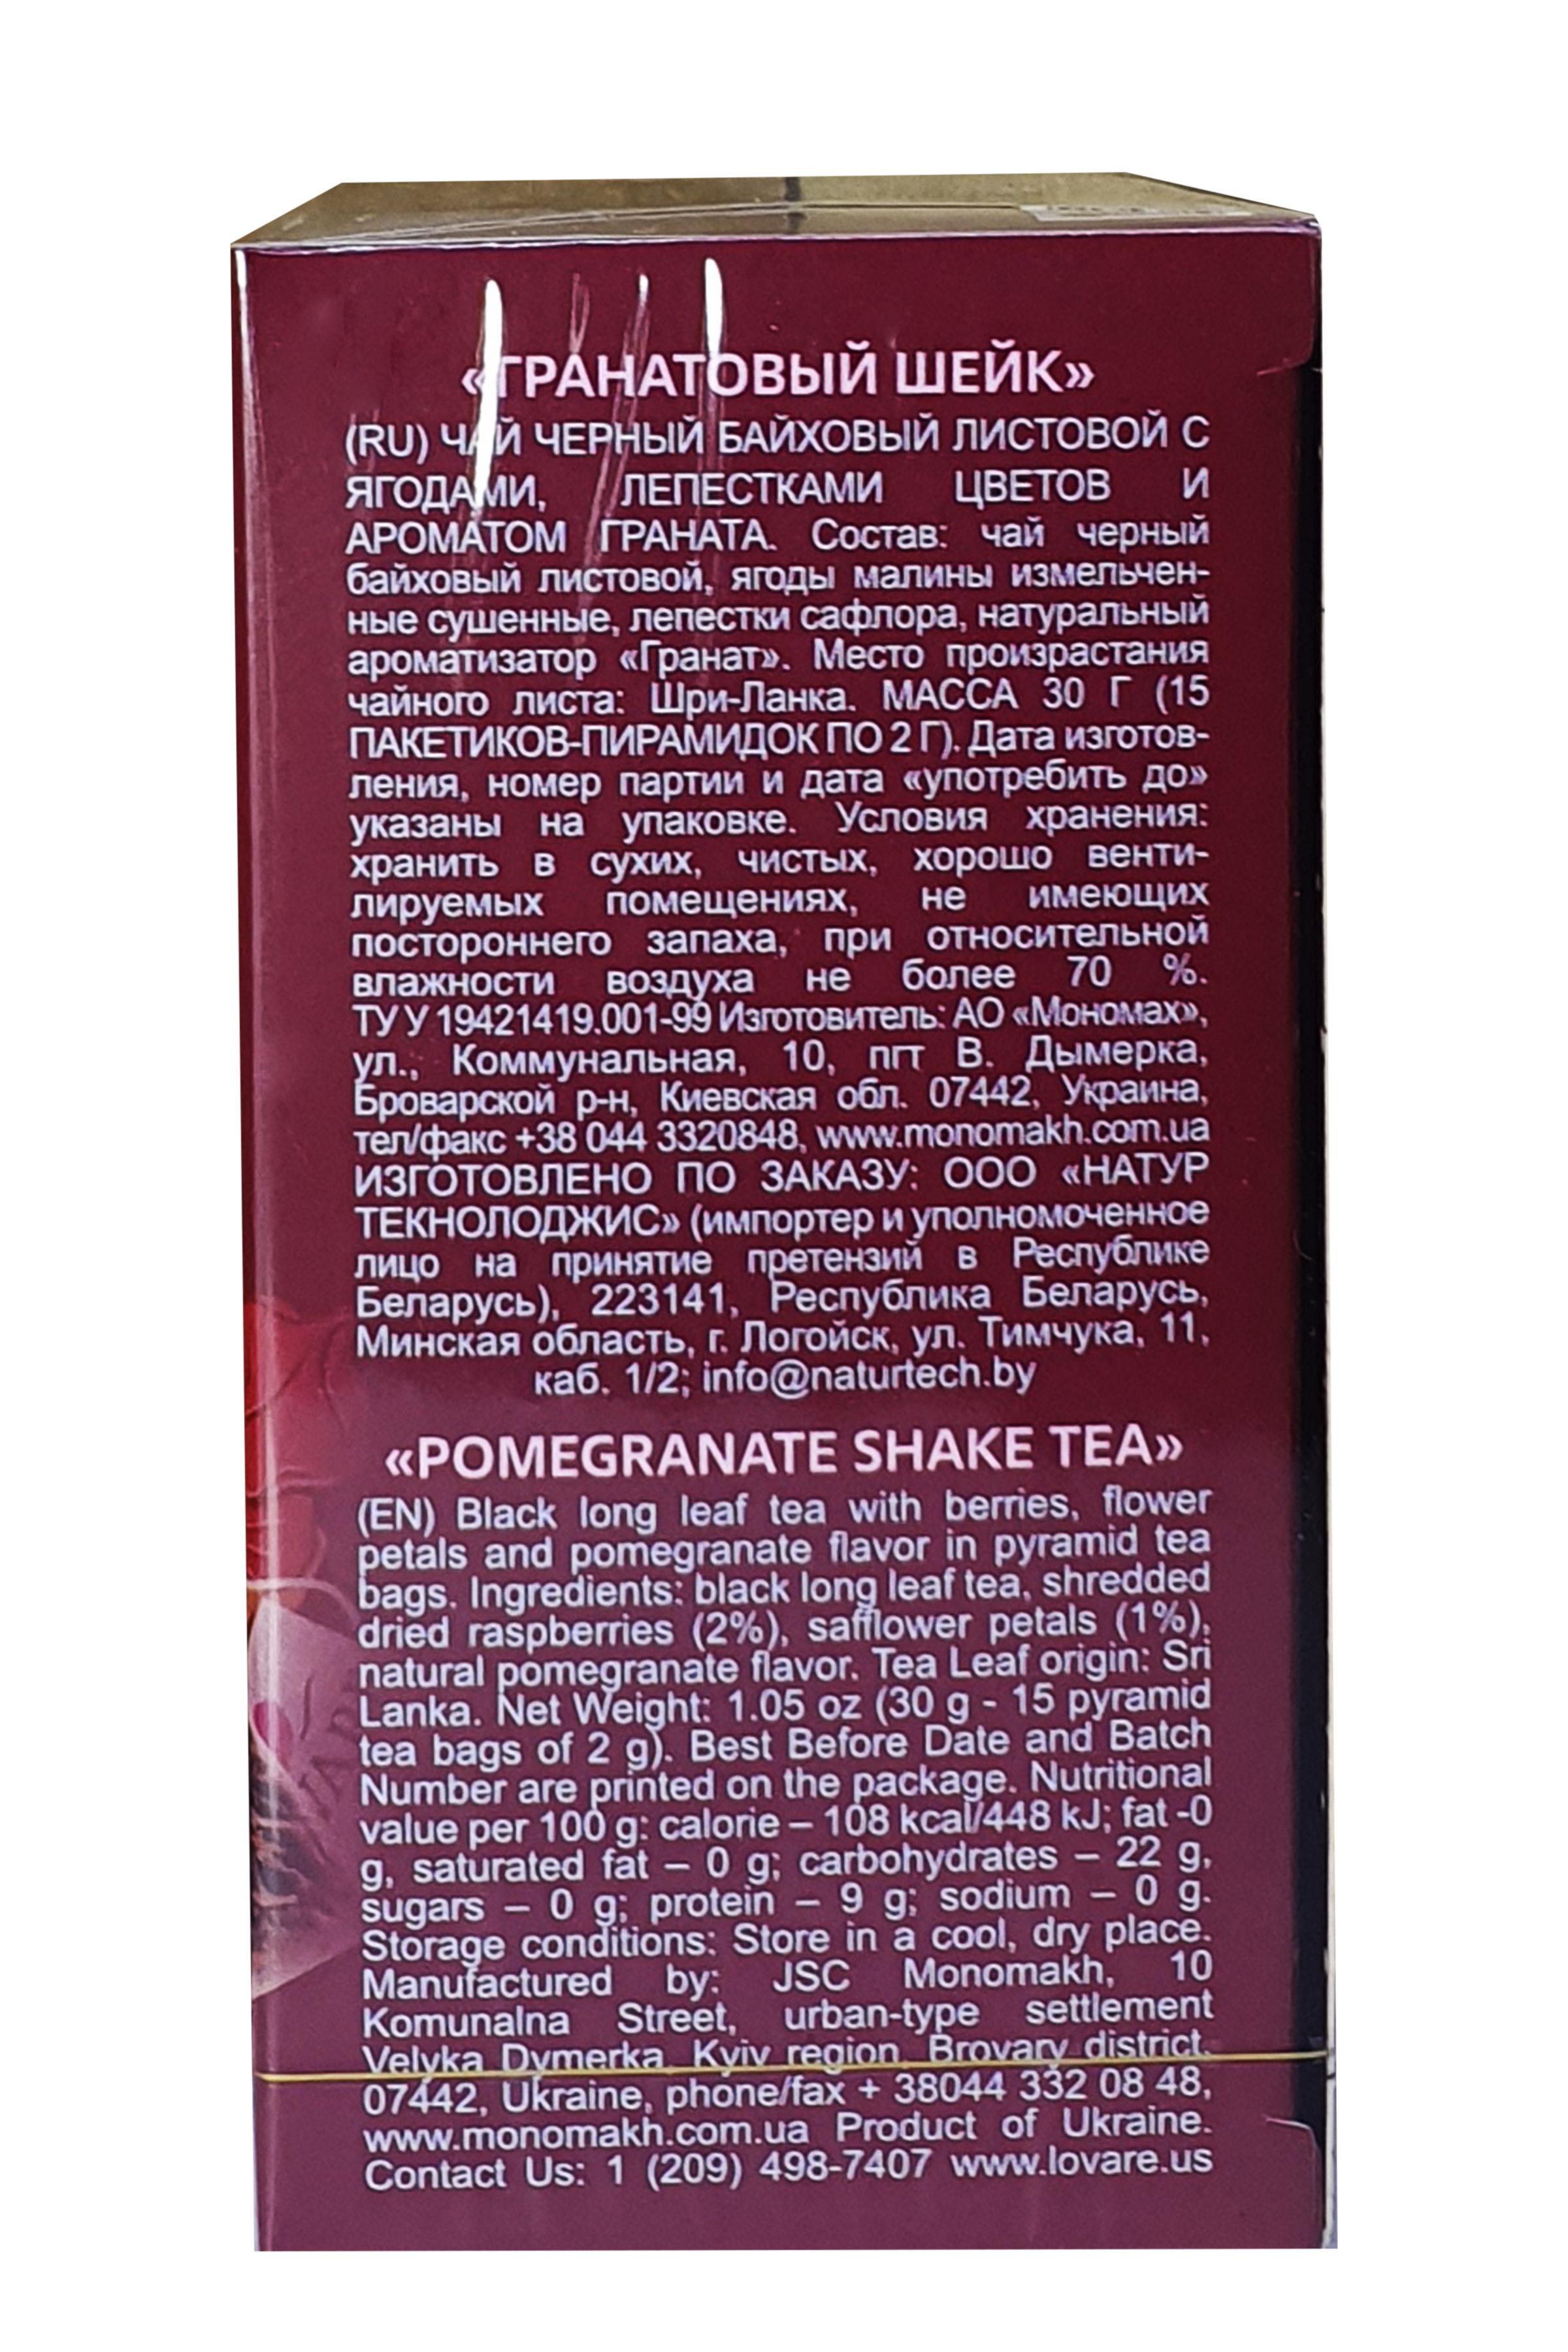 «ГРАНАТОВЫЙ ШЕЙК»
(RU) ЧАЙ ЧЕРНЫЙ БАЙХОВЫЙ ЛИСТОВОЙ С
ЯГОДАМИ, ЛЕПЕСТКАМИ ЦВЕТОВ И
АРОМАТОМ ГРАНАТА. Состав: чай черный
байховый листовой, ягоды малины измельчен-
ные сушенные, лепестки сафлора, натуральный
ароматизатор «Гранат». Место произрастания
чайного листа: Шри-Ланка. МАССА 30 Г (15
ПАКЕТИКОВ-ПИРАМИДОК ПО 2 Г). Дата изготов-
ления, номер партии и дата «употребить до»
указаны на упаковке. Условия хранения:
хранить в сухих, чистых, хорошо венти-
лируемых помещениях, не имеющих
постороннего запаха, при относительной
влажности воздуха не более 70 %.
ТУ У 19421419.001-99 Изготовитель: АО «Мономах»,
ул., Коммунальная, 10, пгт В. Дымерка,
Броварской р-н, Киевская обл. 07442, Украина,
тел/факс +38 044 3320848, www.monomakh.com.ua
ИЗГОТОВЛЕНО ПО ЗАКАЗУ: ООО «НАТУР
ТЕКНОЛОДЖИС» (импортер и уполномоченное
лицо на принятие претензий в Республике
Беларусь), 223141, Республика Беларусь,
Минская область, г. Логойск, ул. Тимчука, 11,
каб. 1/2; info@naturtech.by
«POMEGRANATE SHAKE TEA»
(EN) Black long leaf tea with berries, flower
petals and pomegranate flavor in pyramid tea
bags. Ingredients: black long leaf tea, shredded
dried raspberries (2%), safflower petals (1%),
natural pomegranate flavor. Tea Leaf origin: Sri
Lanka. Net Weight: 1.05 oz (30 g - 15 pyramid
tea bags of 2 g). Best Before Date and Batch
Number are printed on the package. Nutritional
value per 100 g: calorie – 108 kcal/448 kJ; fat -0
g, saturated fat – 0 g; carbohydrates – 22 g,
sugars – 0 g; protein – 9 g; sodium – 0 g.
Storage conditions: Store in a cool, dry place.
Manufactured by: JSC Monomakh, 10
Komunalna Street, urban-type settlement
Velyka Dymerka, Kyiv region, Brovary district,
07442, Ukraine, phone/fax + 38044 332 08 48,
www.monomakh.com.ua Product of Ukraine.
Contact Us: 1 (209) 498-7407 www.lovare.us